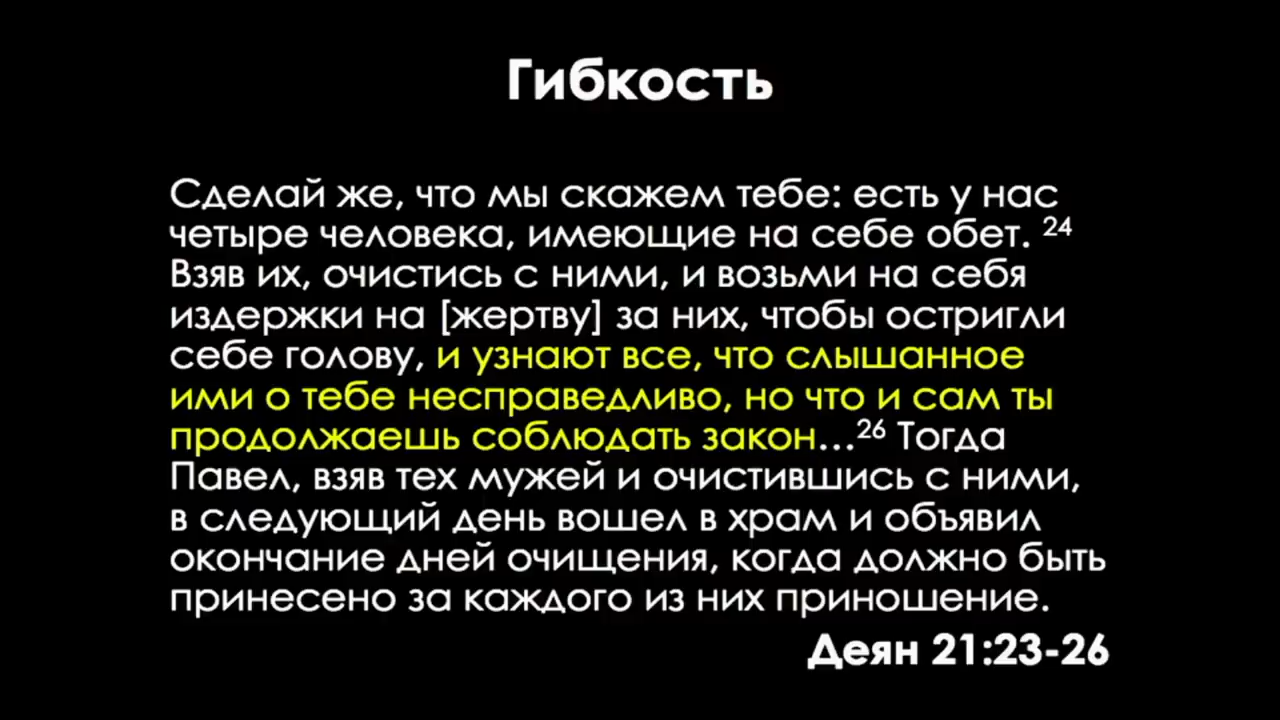 Гибкость
Сделай же, что мы скажем тебе: есть у нас
четыре человека, имеющие на себе обет. ²⁴
Взяв их, очистись с ними, и возьми на себя
издержки на [жертву] за них, чтобы остригли
себе голову, и узнают все, что слышанное
ими о тебе несправедливо, но что и сам ты
продолжаешь соблюдать закон...²⁶ Тогда
Павел, взяв тех мужей и очистившись с ними,
в следующий день вошел в храм и объявил
окончание дней очищения, когда должно быть
принесено за каждого из них приношение.
Деян 21:23-26